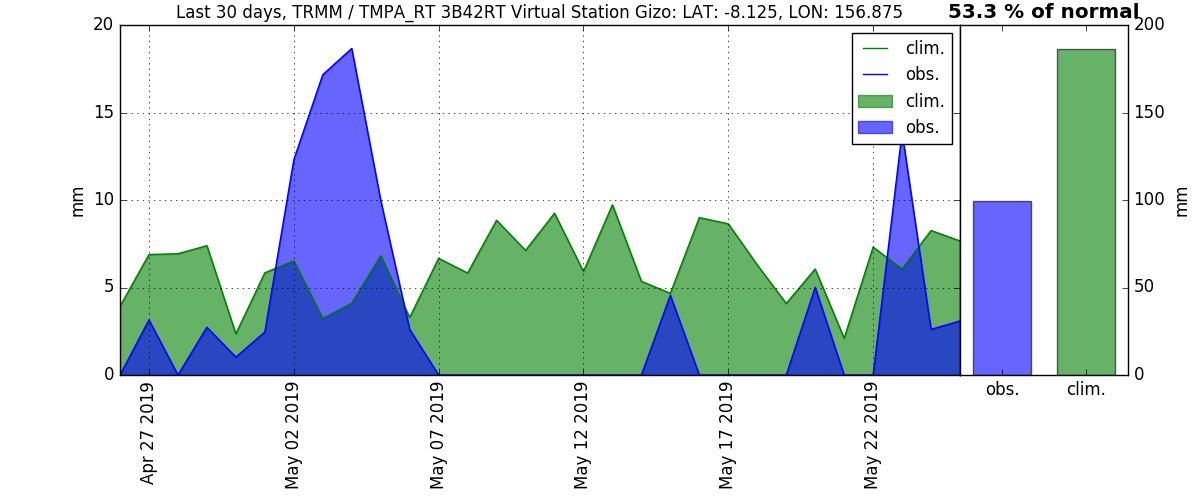 Last 30 days, TRMM / TMPA_RT 3B42RT Virtual Station Gizo: LAT: -8.125, LON: 156.875
53.3 % of normal
20
15
10
5
0
mm
clim.
obs.
clim.
obs.
200
150
100
50
0
mm
Apr 27 2019
May 02 2019
May 07 2019
May 12 2019
May 17 2019
May 22 2019
obs.
clim.